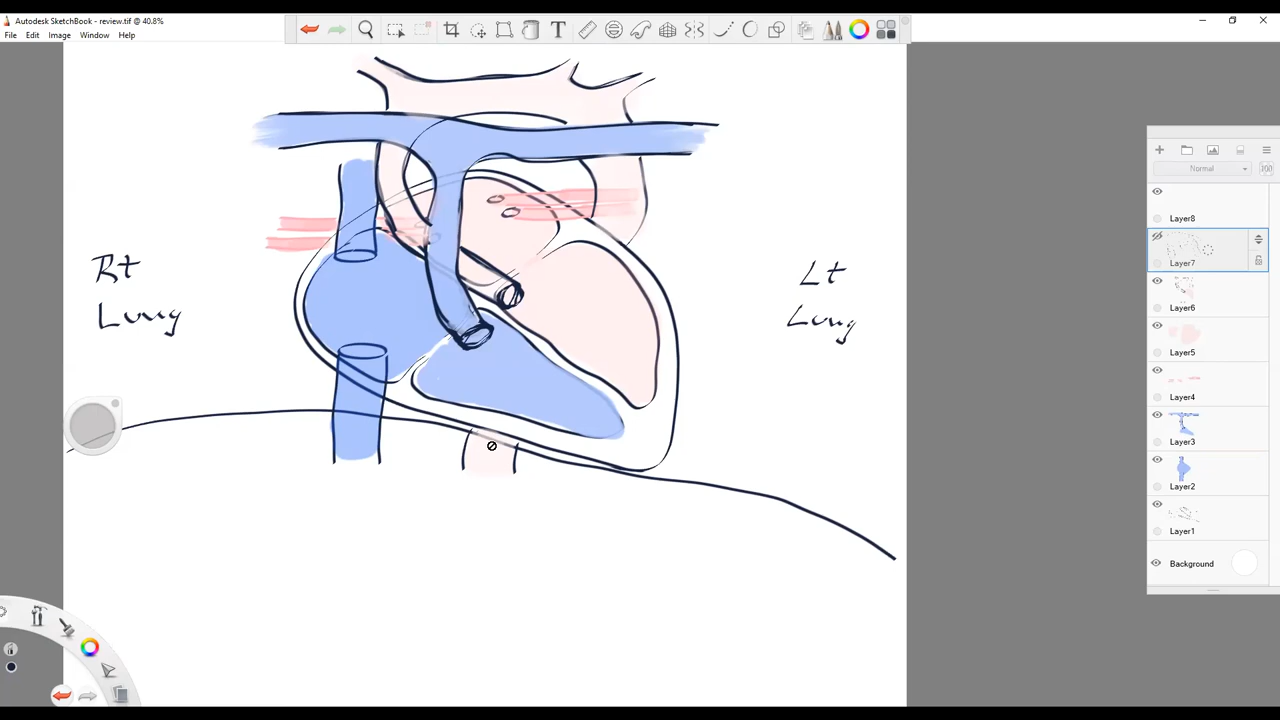 Autodesk SketchBook - review.tif @ 40.8%
File Edit Image Window Help
T
Normal 100
Layer8
Layer7
Layer6
Layer5
Layer4
Layer3
Layer2
Layer1
Background
Rt
Lung
Lt
Lung